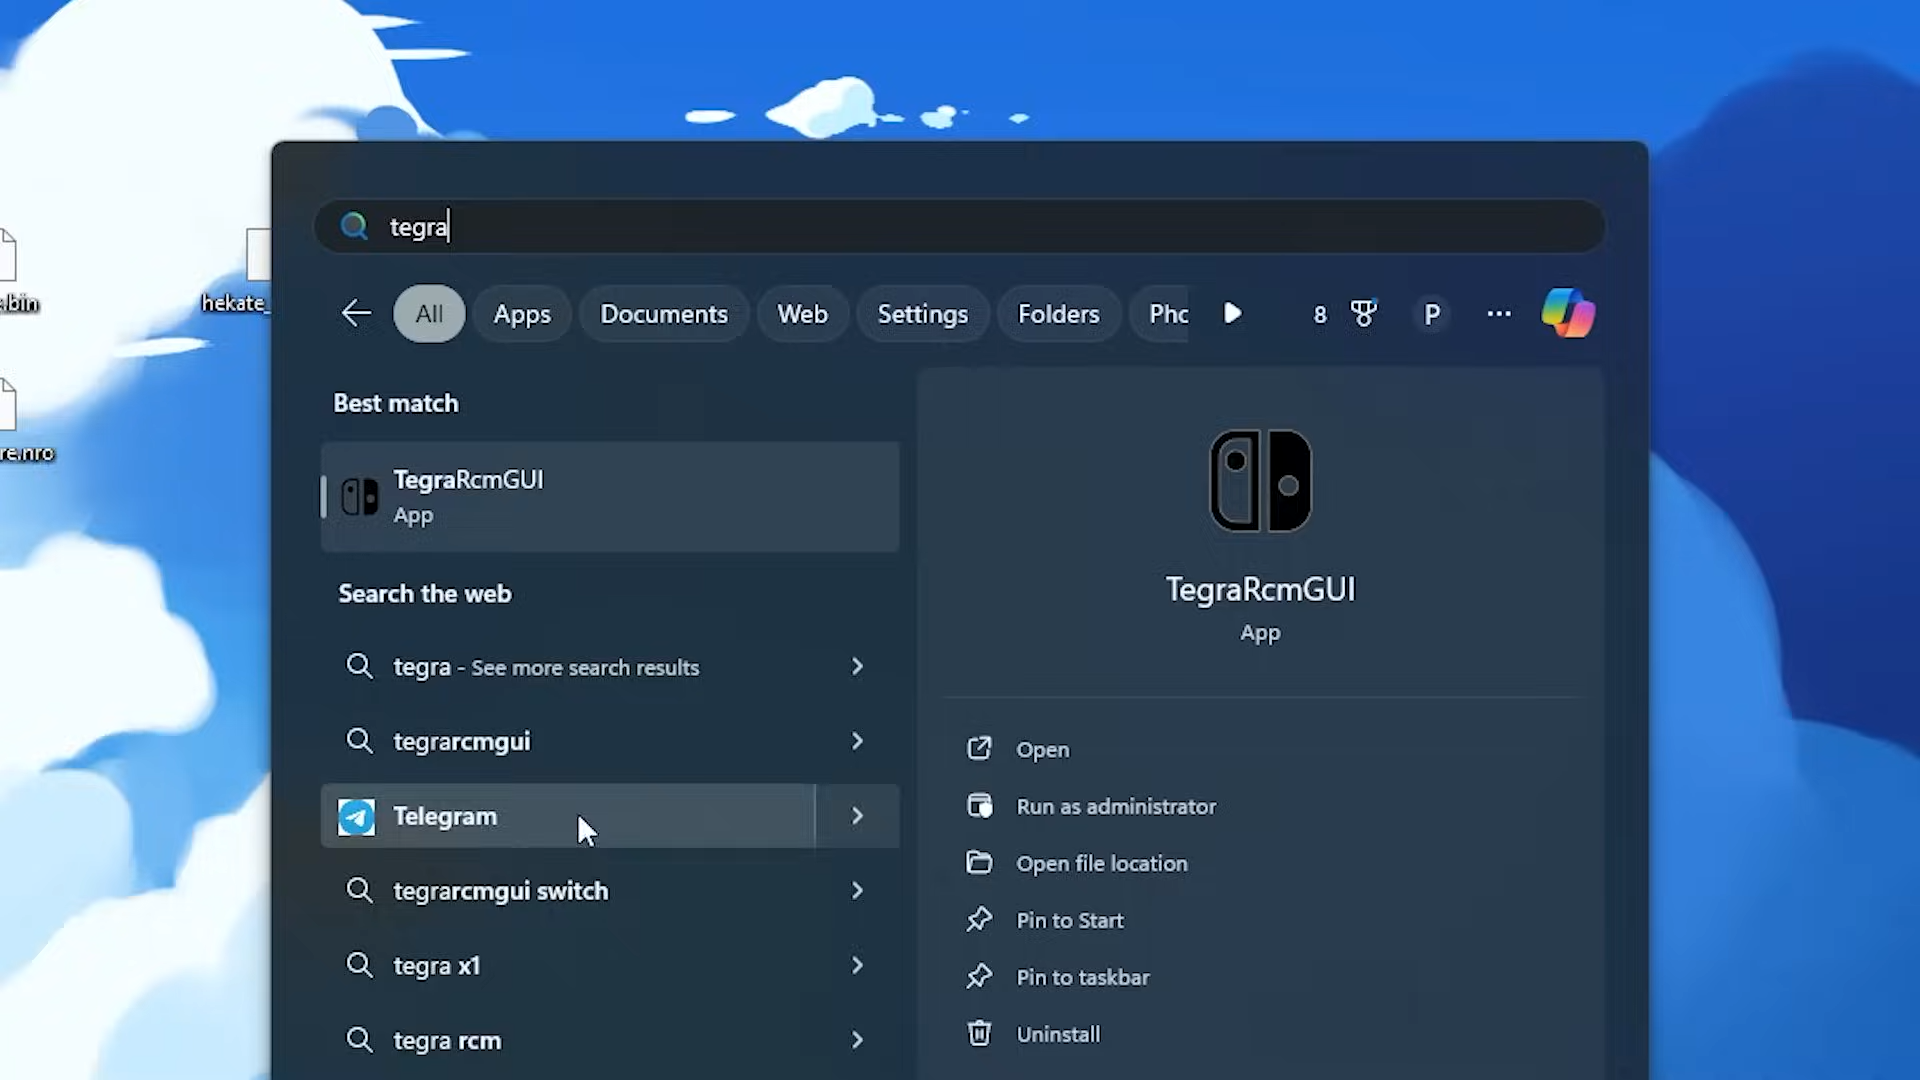 tegra
.bin
hekate_
All
Apps
Documents
Web
Settings
Folders
Pho
8
P
re.nro
Best match
TegraRcmGUI
App
Search the web
tegra - See more search results
tegrarcmgui
Telegram
tegrarcmgui switch
tegra x1
tegra rcm
TegraRcmGUI
App
Open
Run as administrator
Open file location
Pin to Start
Pin to taskbar
Uninstall